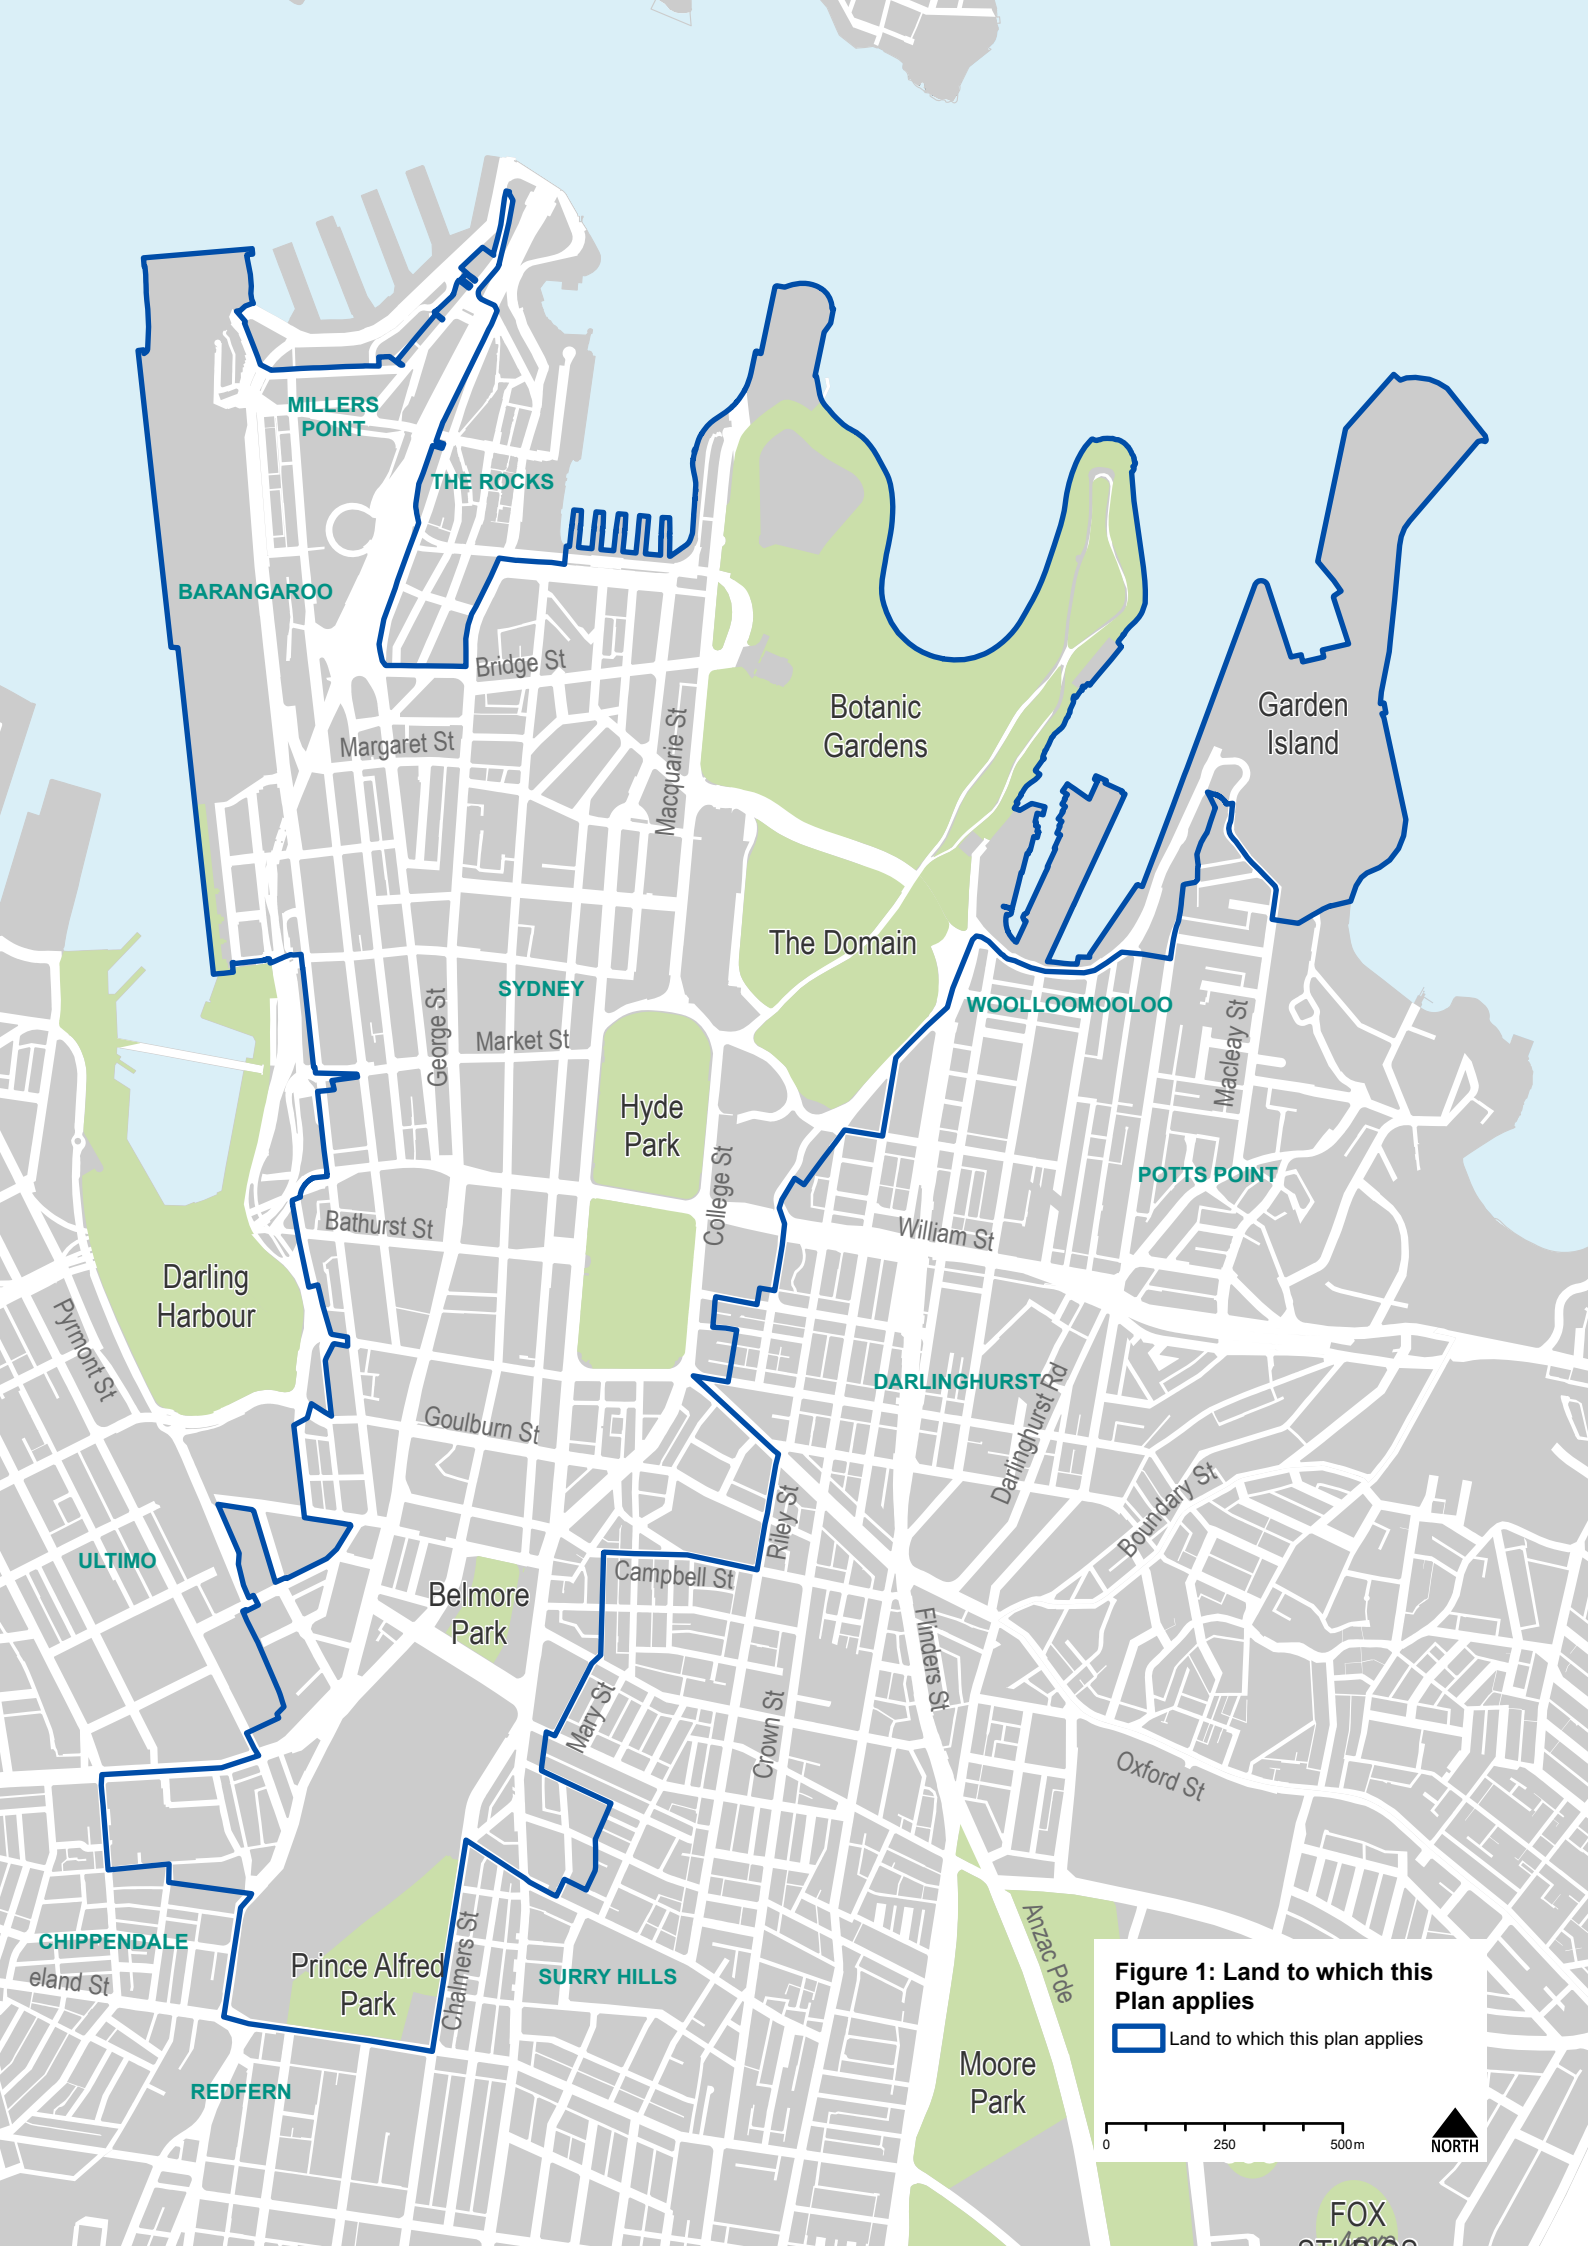 MILLERS
POINT
THE ROCKS
BARANGAROO
Bridge St
Margaret St
Macquarie St
Botanic
Gardens
Garden
Island
The Domain
SYDNEY
WOOLLOOMOOLOO
George St
Market St
Macleay St
Hyde
Park
College St
POTTS POINT
Bathurst St
William St
Darling
Harbour
Pyrmont St
DARLINGHURST
Darlinghurst Rd
Goulburn St
Boundary St
Riley St
ULTIMO
Campbell St
Belmore
Park
Flinders St
Mary St
Crown St
Oxford St
CHIPPENDALE
eland St
Prince Alfred
Park
Chalmers St
SURRY HILLS
Anzac Pde
REDFERN
Moore
Park
Figure 1: Land to which this
Plan applies
Land to which this plan applies
0 250 500m
NORTH
FOX